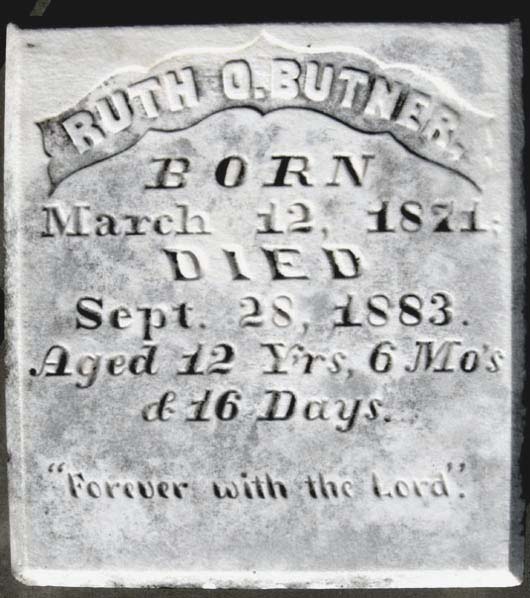 RUTH O. BUTNER.
BORN
March 12, 1871.
DIED
Sept. 28, 1883.
Aged 12 Yrs, 6 Mo's
& 16 Days.
"Forever with the Lord".